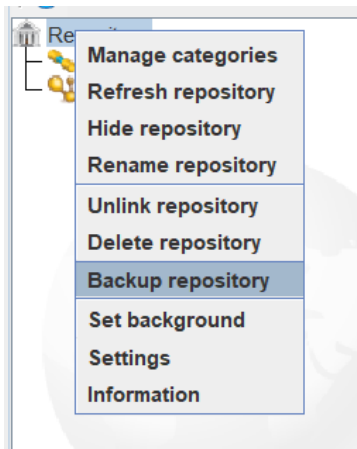 Manage categories
Refresh repository
Hide repository
Rename repository
Unlink repository
Delete repository
Backup repository
Set background
Settings
Information